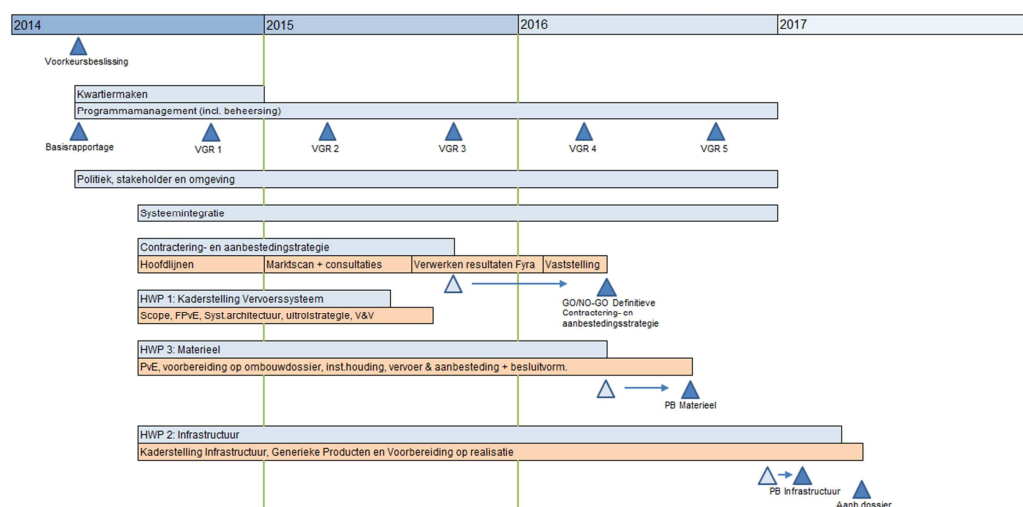 2014 2015 2016 2017
Voorkeursbeslissing
Kwartiermaken
Programmamanagement (incl. beheersing)
Basisrapportage VGR 1 VGR 2 VGR 3 VGR 4 VGR 5
Politiek, stakeholder en omgeving
Systeemintegratie
Contractering- en aanbestedingstrategie
Hoofdlijnen Marktscan + consultaties Verwerken resultaten Fyra Vaststelling
GO/NO-GO Definitieve
Contractering- en
aanbestedingsstrategie
HWP 1: Kaderstelling Vervoerssysteem
Scope, FPvE, Syst.architectuur, uitrolstrategie, V&V
HWP 3: Materieel
PvE, voorbereiding op ombouwdossier, inst.houding, vervoer & aanbesteding + besluitvorm.
PB Materieel
HWP 2: Infrastructuur
Kaderstelling Infrastructuur, Generieke Producten en Voorbereiding op realisatie
PB Infrastructuur
Aanb.dossier